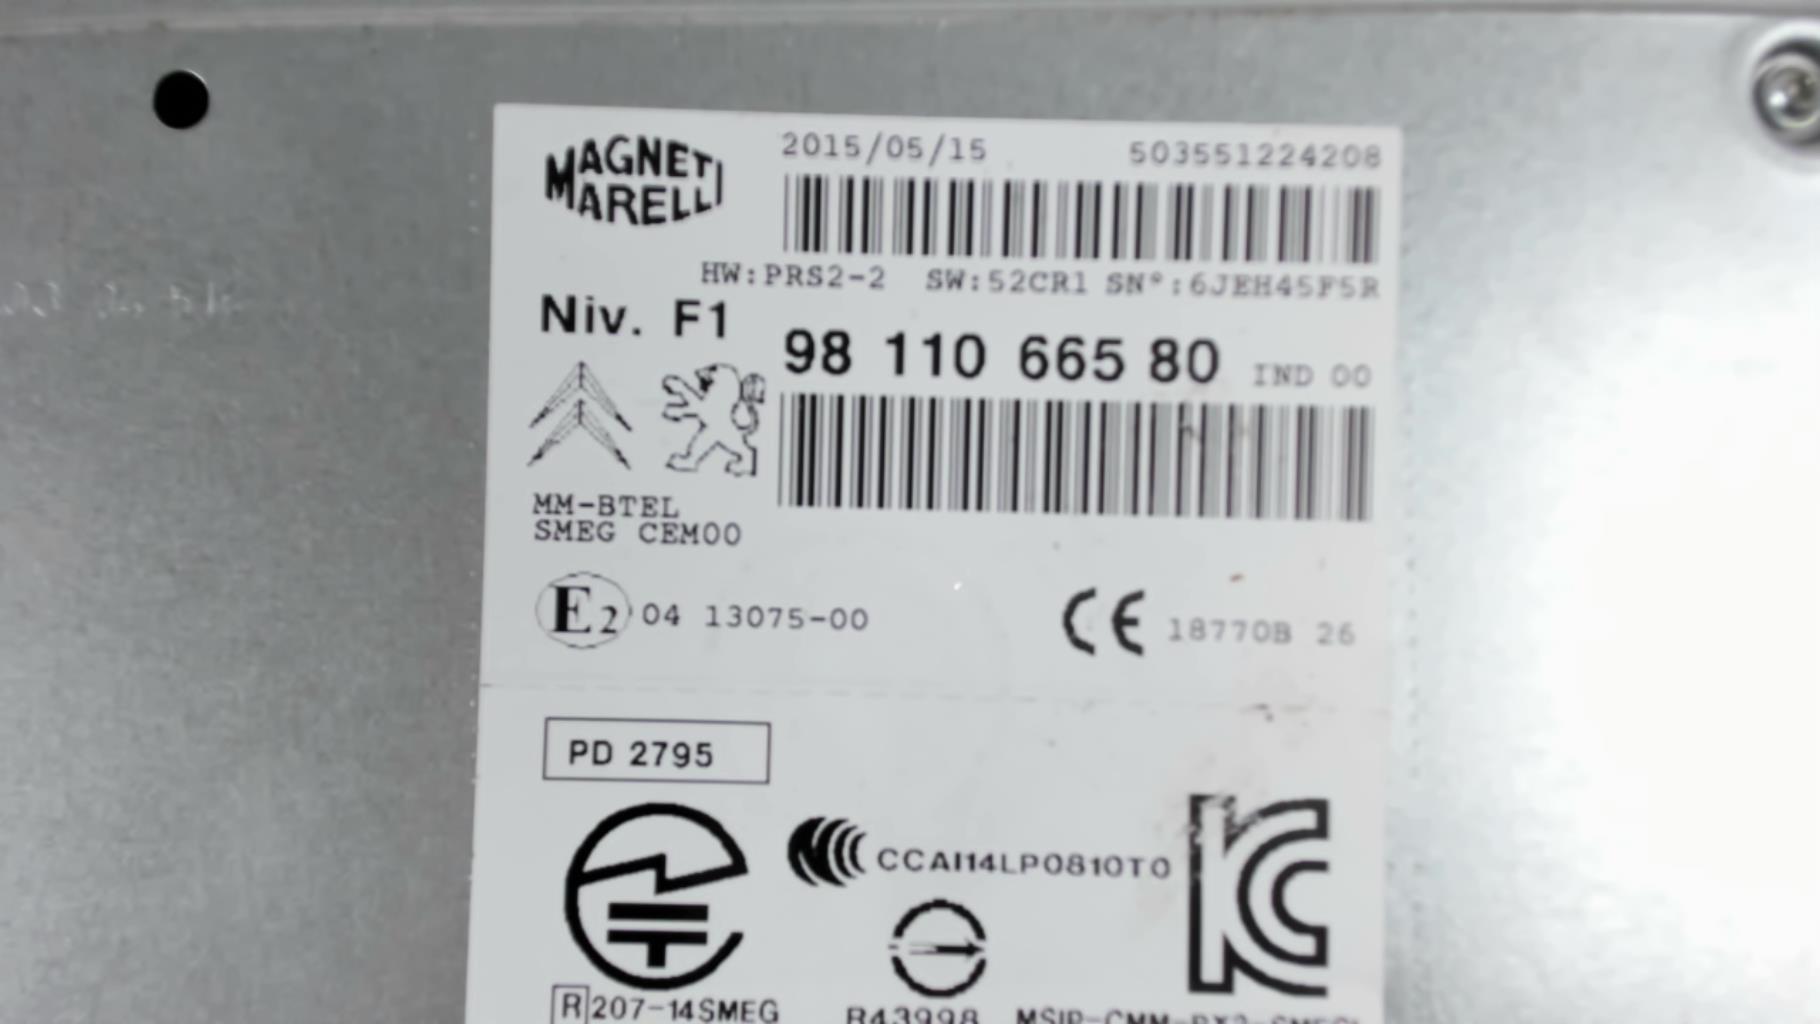 MAGNETI
MARELLI
2015/05/15 503551224208
HW:PRS2-2 SW:52CR1 SN°:6JEH45F5R
Niv. F1
98 110 665 80 IND 00
MM-BTEL
SMEG CEM00
E2 04 13075-00
CE 18770B 26
PD 2795
CCAI14LP0810T0
R 207-14SMEG
R43998